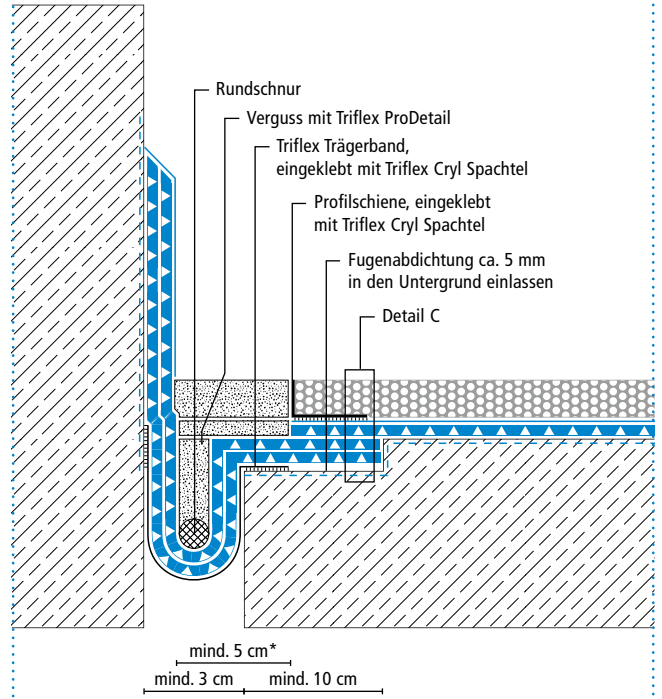 Rundschnur
Verguss mit Triflex ProDetail
Triflex Trägerband,
eingeklebt mit Triflex Cryl Spachtel
Profilschiene, eingeklebt
mit Triflex Cryl Spachtel
Fugenabdichtung ca. 5 mm
in den Untergrund einlassen
Detail C
mind. 5 cm*
mind. 3 cm
mind. 10 cm